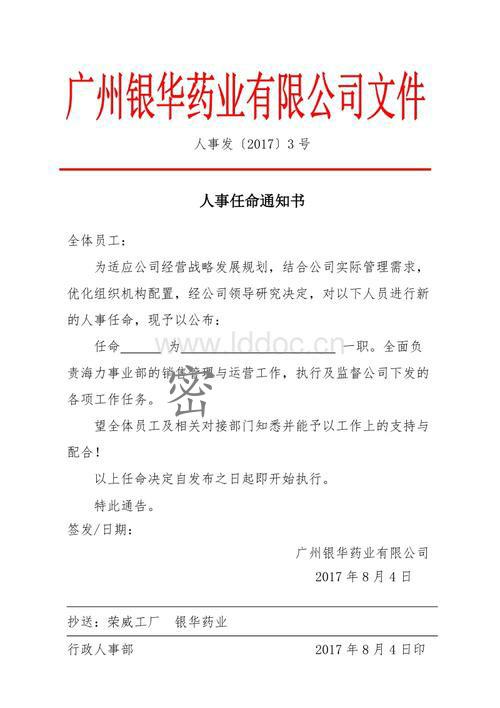 广州银华药业有限公司文件
人事发〔2017〕3 号
人事任命通知书
全体员工：
为适应公司经营战略发展规划，结合公司实际管理需求，
优化组织机构配置，经公司领导研究决定，对以下人员进行新
的人事任命，现予以公布：
www.lddoc.cn
任命______为______________________一职。全面负
责海力事业部的销售管理与运营工作，执行及监督公司下发的
密
各项工作任务。
望全体员工及相关对接部门知悉并能予以工作上的支持与
配合！
以上任命决定自发布之日起即开始执行。
特此通告。
签发/日期：
广州银华药业有限公司
2017 年 8 月 4 日
抄送：荣威工厂　银华药业
行政人事部　2017 年 8 月 4 日印